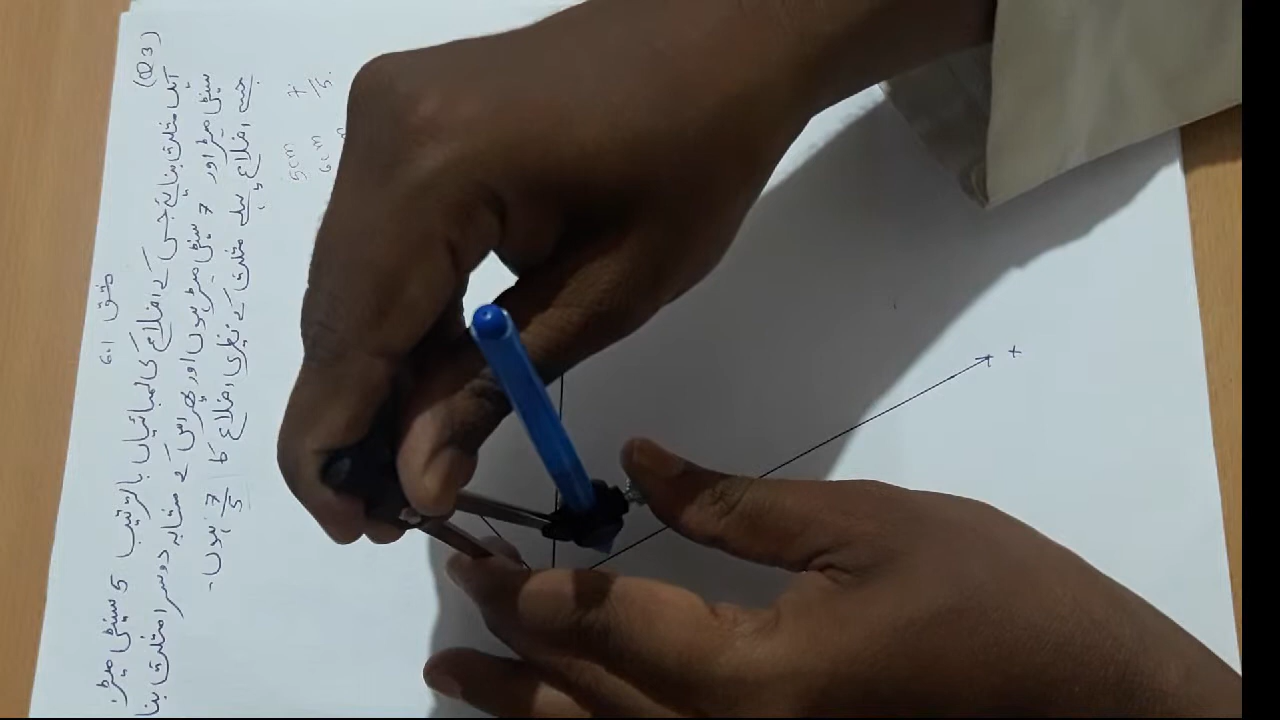 مشق 6.1
(Q3
ایک مثلث بنایئے جس کے اضلاع کی لمبائیاں بالترتیب 5 سینٹی میٹر،
سینٹی میٹر اور 7 سینٹی میٹر ہوں اور پھر اس کے مشابہ دوسرا مثلث بنا
جس اضلاع پہلے مثلث کے نظیری اضلاع کا 7/5 ہوں۔
5cm 7/5
6cm